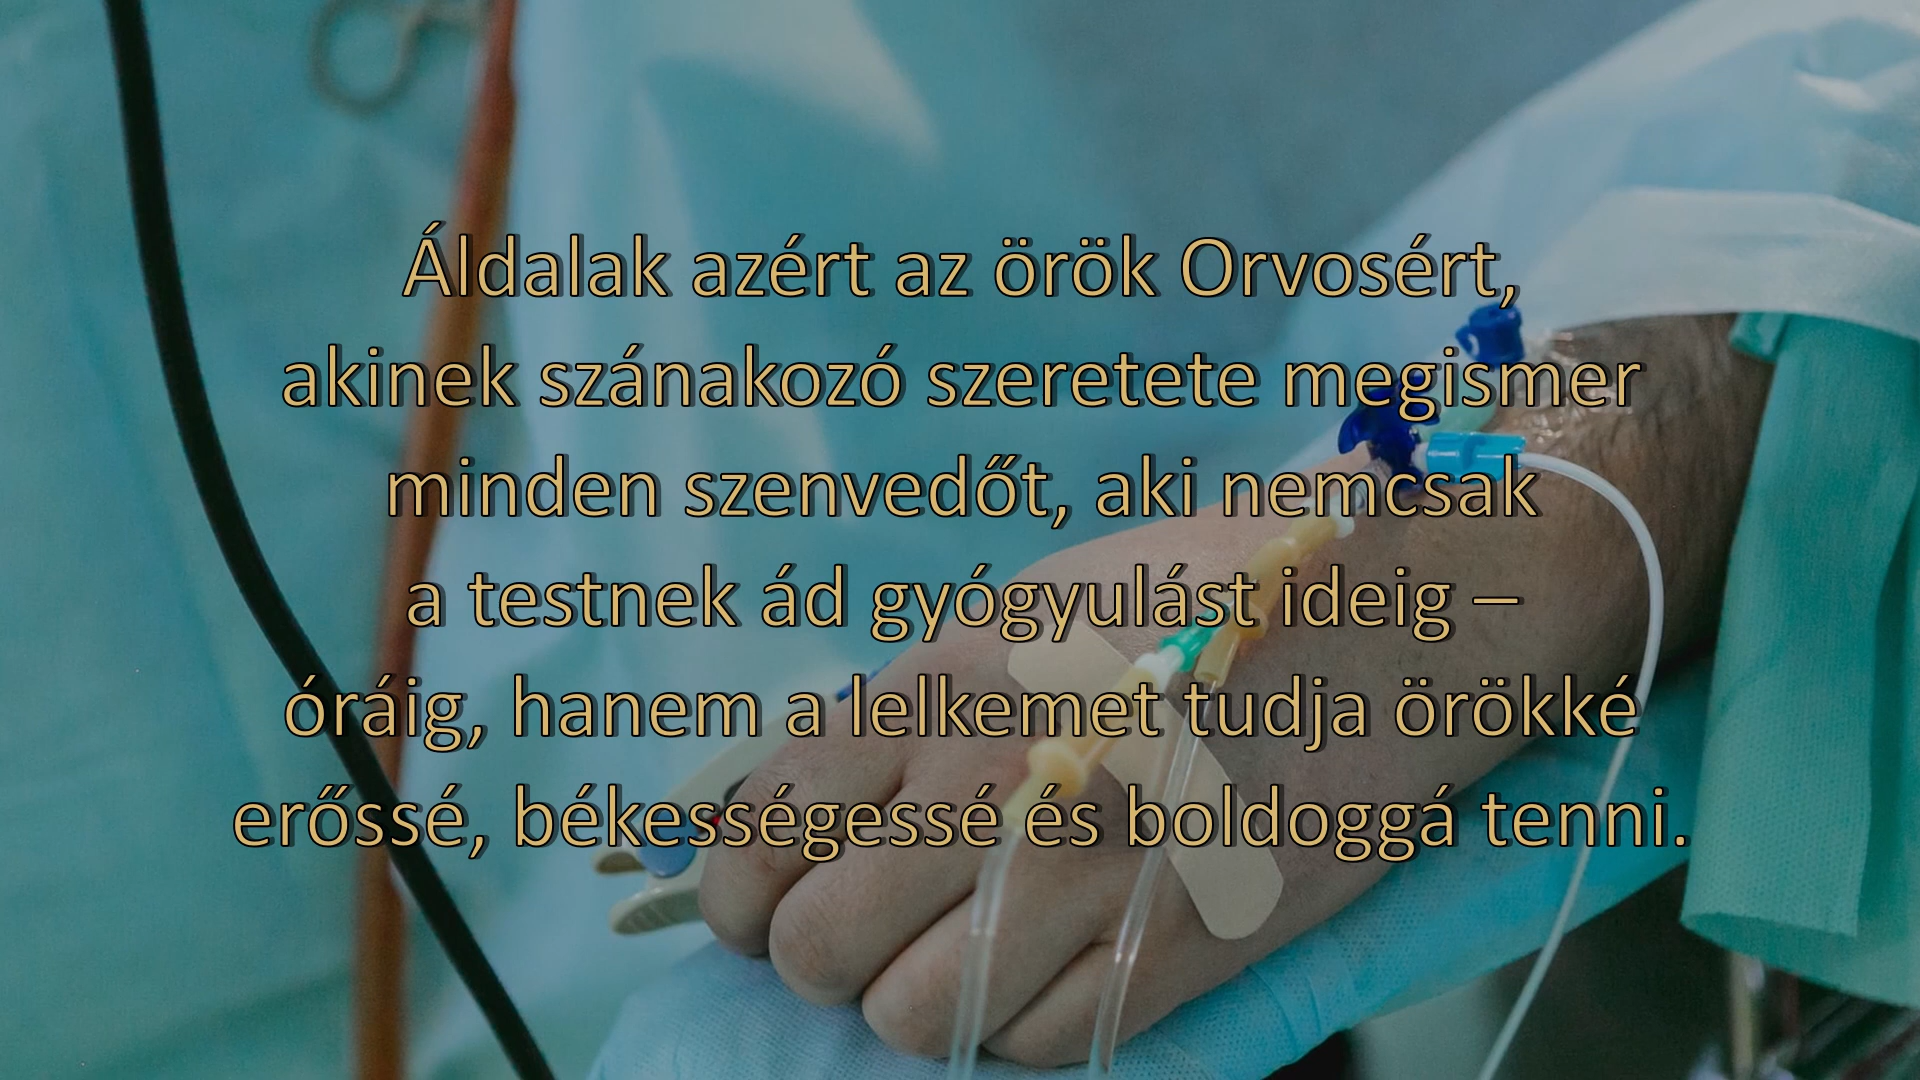 Áldalak azért az örök Orvosért,
akinek szánakozó szeretete megismer
minden szenvedőt, aki nemcsak
a testnek ád gyógyulást ideig –
óráig, hanem a lelkemet tudja örökké
erőssé, békességessé és boldoggá tenni.